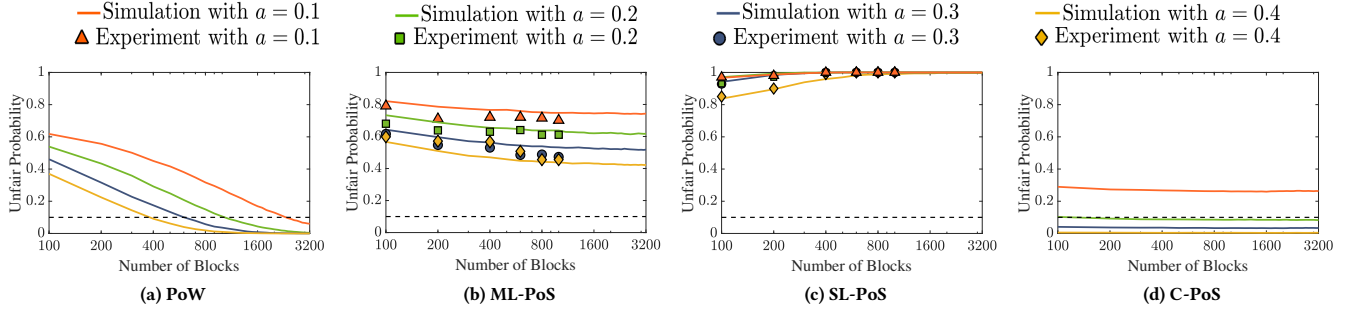 Simulation with a = 0.1
Experiment with a = 0.1
Simulation with a = 0.2
Experiment with a = 0.2
Simulation with a = 0.3
Experiment with a = 0.3
Simulation with a = 0.4
Experiment with a = 0.4
Unfair Probability
1
0.8
0.6
0.4
0.2
0
100 200 400 800 1600 3200
Number of Blocks
(a) PoW
Unfair Probability
1
0.8
0.6
0.4
0.2
0
100 200 400 800 1600 3200
Number of Blocks
(b) ML-PoS
Unfair Probability
1
0.8
0.6
0.4
0.2
0
100 200 400 800 1600 3200
Number of Blocks
(c) SL-PoS
Unfair Probability
1
0.8
0.6
0.4
0.2
0
100 200 400 800 1600 3200
Number of Blocks
(d) C-PoS